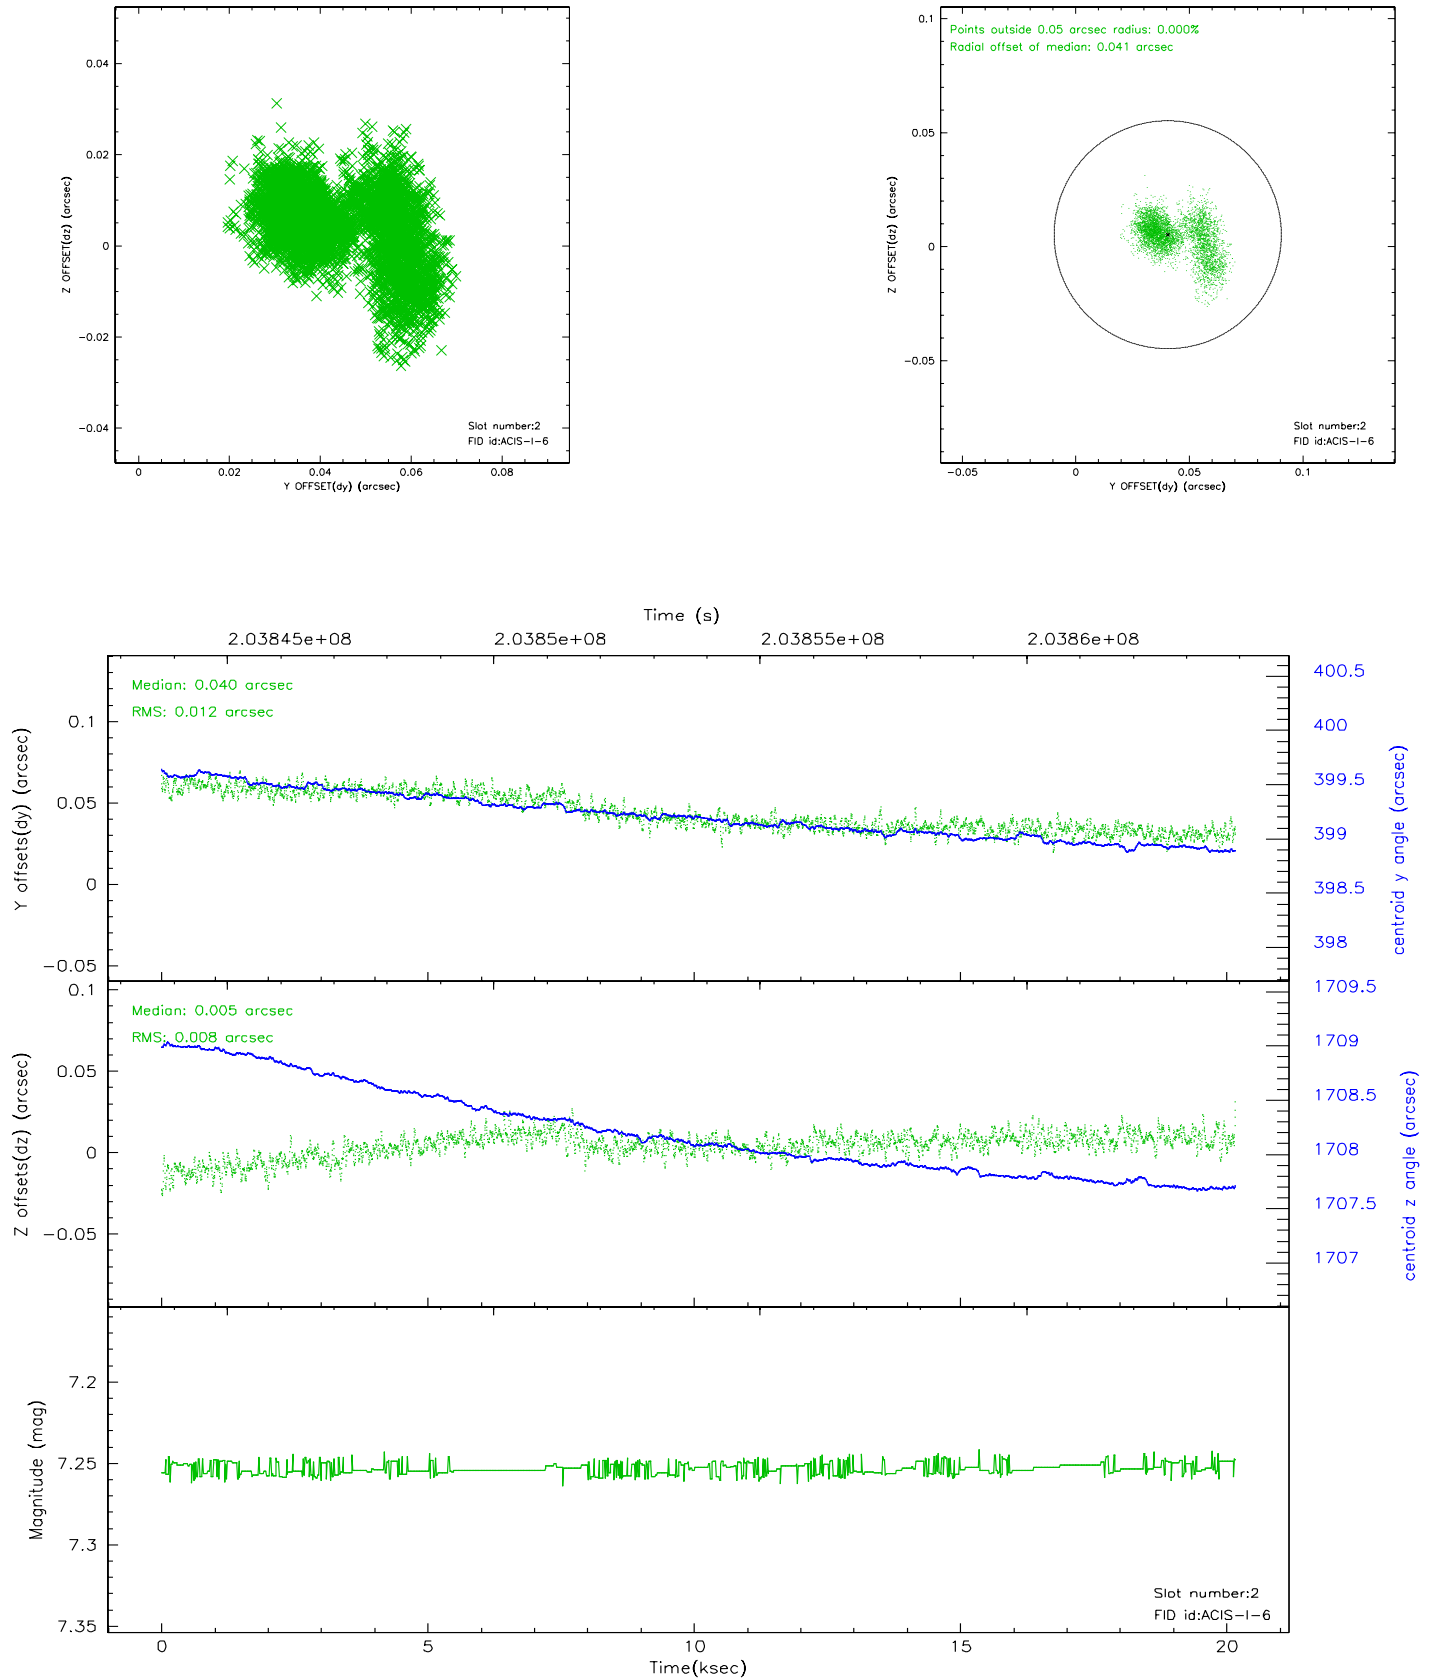 0.04
0.02
0
−0.02
−0.04
Z OFFSET(dz) (arcsec)
Slot number:2
FID id:ACIS−I−6
0
0.02
0.04
0.06
0.08
Y OFFSET(dy) (arcsec)
0.1
0.05
0
−0.05
Z OFFSET(dz) (arcsec)
Points outside 0.05 arcsec radius: 0.000%
Radial offset of median: 0.041 arcsec
Slot number:2
FID id:ACIS−I−6
−0.05
0
0.05
0.1
Y OFFSET(dy) (arcsec)
Time (s)
2.03845e+08
2.0385e+08
2.03855e+08
2.0386e+08
Median: 0.040 arcsec
RMS: 0.012 arcsec
0.1
0.05
0
−0.05
Y offsets(dy) (arcsec)
400.5
400
399.5
399
398.5
398
centroid y angle (arcsec)
Median: 0.005 arcsec
RMS: 0.008 arcsec
0.1
0.05
0
−0.05
Z offsets(dz) (arcsec)
1709.5
1709
1708.5
1708
1707.5
1707
centroid z angle (arcsec)
7.2
7.25
7.3
7.35
Magnitude (mag)
Slot number:2
FID id:ACIS−I−6
0
5
10
15
20
Time(ksec)